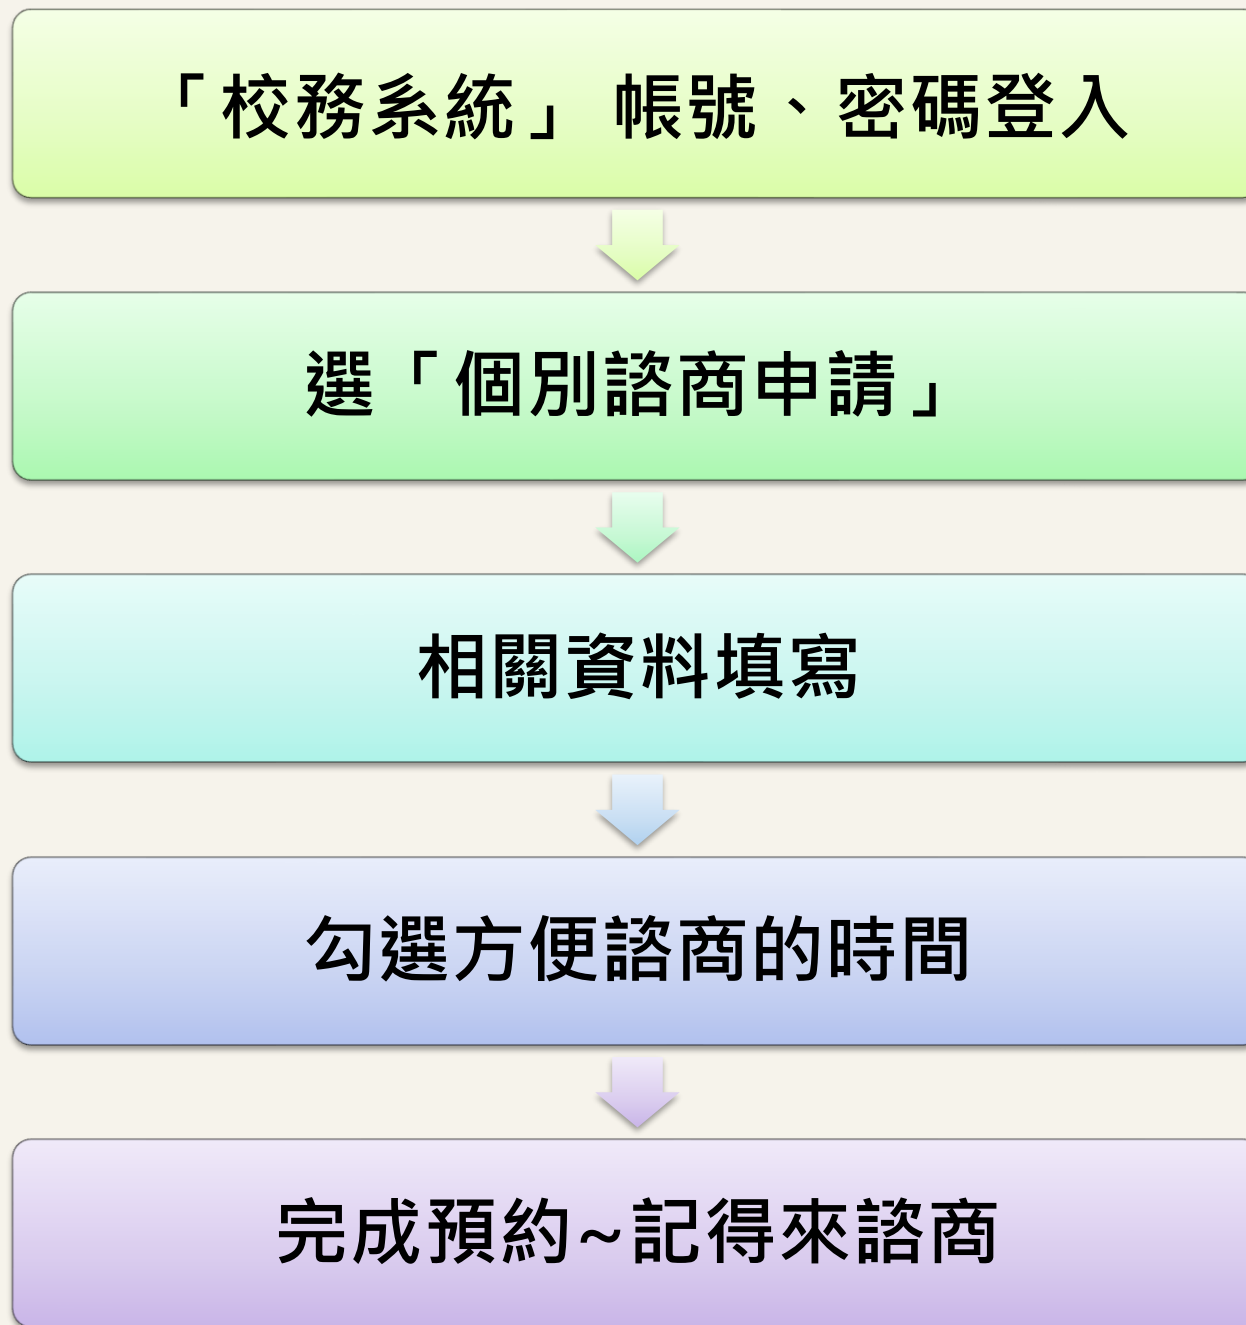 「校務系統」 帳號、密碼登入
選「個別諮商申請」
相關資料填寫
勾選方便諮商的時間
完成預約~記得來諮商